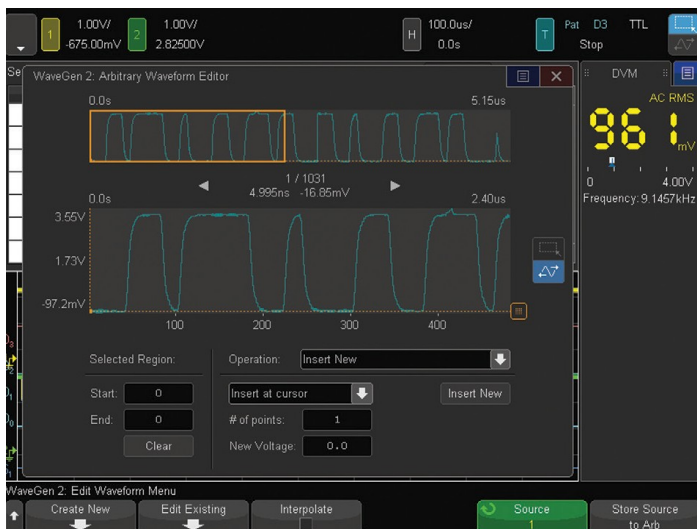 1 1.00V/ 2 1.00V/ H 100.0us/ T Pat D3 TTL
-675.00mV 2.82500V 0.0s Stop
WaveGen 2: Arbitrary Waveform Editor
DVM
AC RMS
961 mV
0 4.00V
Frequency: 9.1457kHz
0.0s 5.15us
1 / 1031
4.995ns -16.85mV
0.0s 2.40us
3.55V
1.73V
-97.2mV
100 200 300 400
Selected Region:
Start: 0
End: 0
Clear
Operation: Insert New
Insert at cursor
Insert New
# of points: 1
New Voltage: 0.0
WaveGen 2: Edit Waveform Menu
Create New Edit Existing Interpolate Source Store Source
1 to Arb